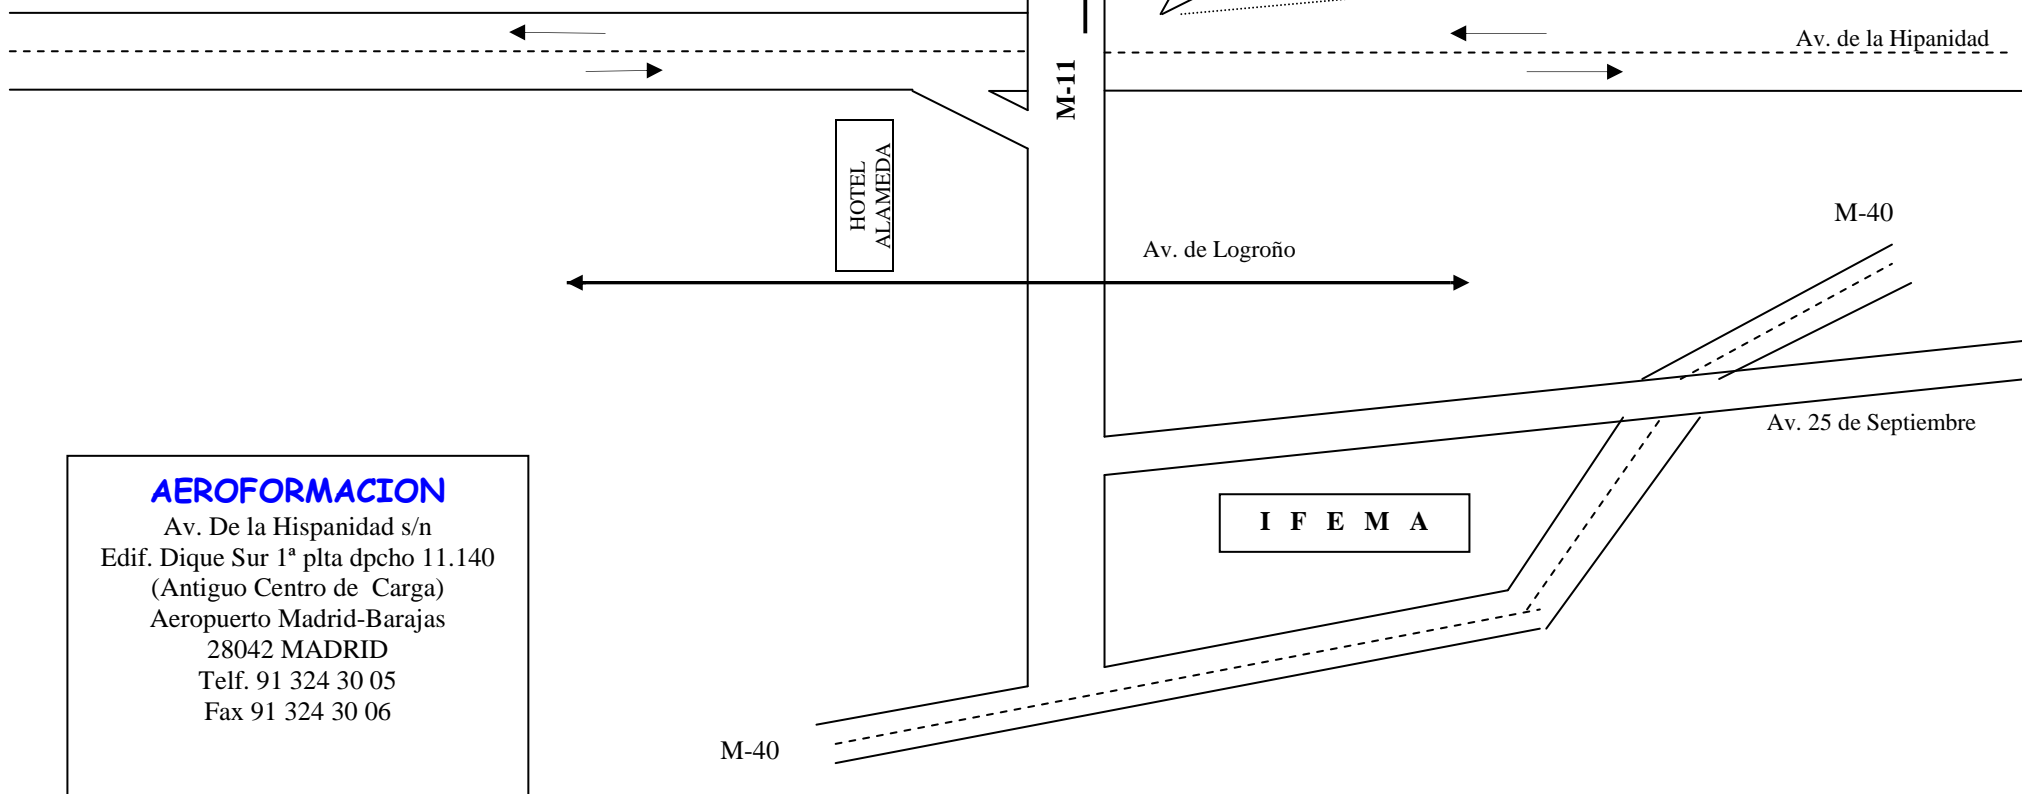 Av. de la Hipanidad
M-11
HOTEL
ALAMEDA
M-40
Av. de Logroño
Av. 25 de Septiembre
I F E M A
AEROFORMACION
Av. De la Hispanidad s/n
Edif. Dique Sur 1ª plta dpcho 11.140
(Antiguo Centro de Carga)
Aeropuerto Madrid-Barajas
28042 MADRID
Telf. 91 324 30 05
Fax 91 324 30 06
M-40